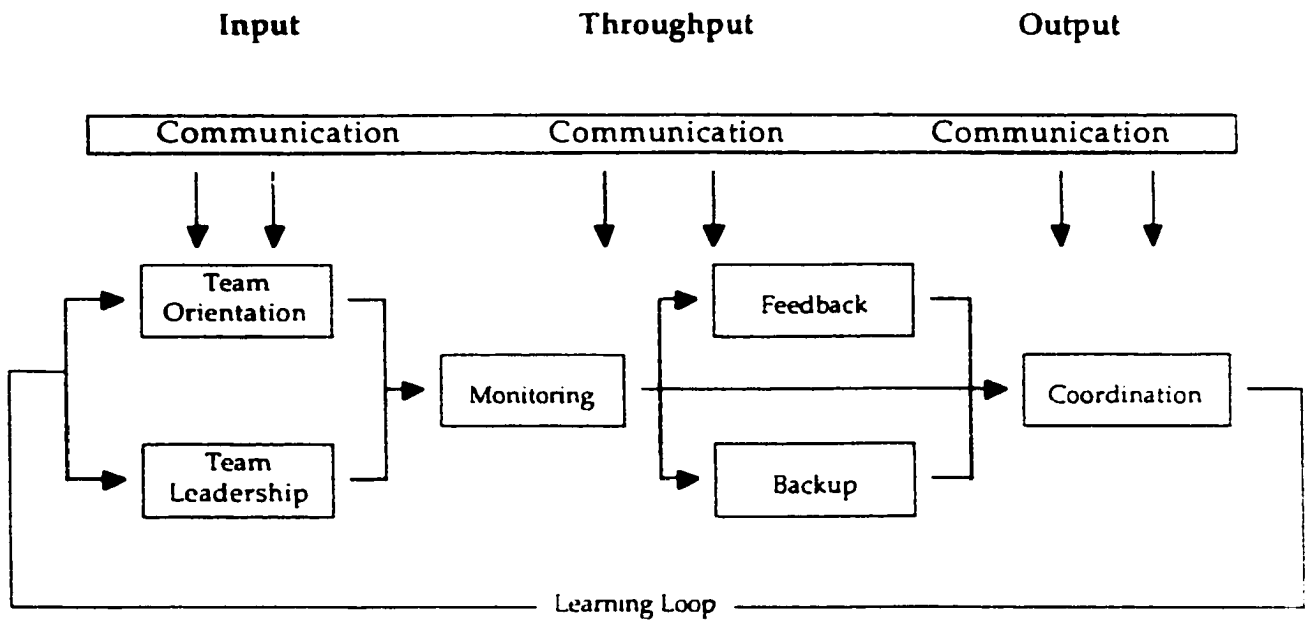 Input Throughput Output
Communication Communication Communication
Team
Orientation
Feedback
Monitoring
Coordination
Team
Leadership
Backup
Learning Loop